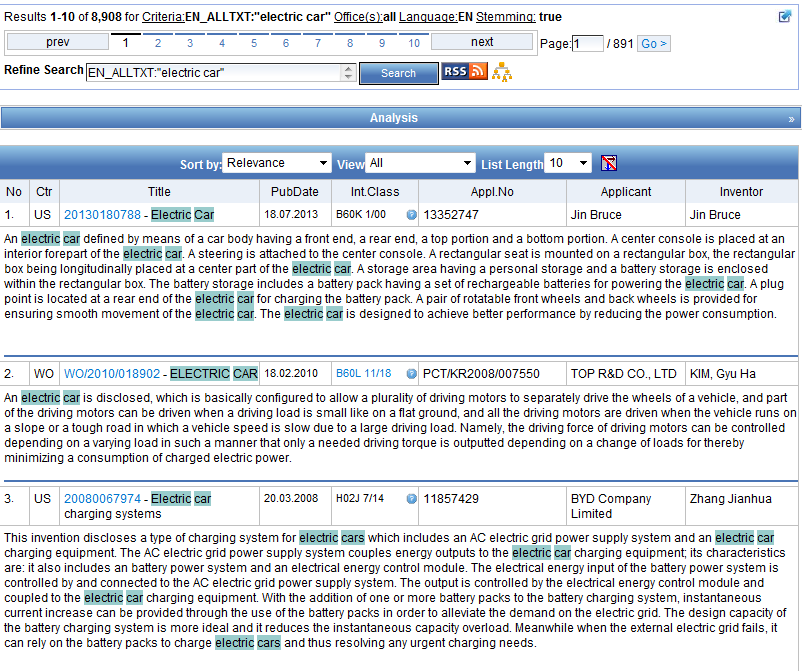 Results 1-10 of 8,908 for Criteria:EN_ALLTXT:"electric car" Office(s):all Language:EN Stemming: true
prev 1 2 3 4 5 6 7 8 9 10 next Page:1 / 891 Go >
Refine Search EN_ALLTXT:"electric car" Search RSS
Analysis »
Sort by: Relevance View All List Length 10
No Ctr Title PubDate Int.Class Appl.No Applicant Inventor
1. US 20130180788 - Electric Car 18.07.2013 B60K 1/00 ? 13352747 Jin Bruce Jin Bruce
An electric car defined by means of a car body having a front end, a rear end, a top portion and a bottom portion. A center console is placed at an
interior forepart of the electric car. A steering is attached to the center console. A rectangular seat is mounted on a rectangular box, the rectangular
box being longitudinally placed at a center part of the electric car. A storage area having a personal storage and a battery storage is enclosed
within the rectangular box. The battery storage includes a battery pack having a set of rechargeable batteries for powering the electric car. A plug
point is located at a rear end of the electric car for charging the battery pack. A pair of rotatable front wheels and back wheels is provided for
ensuring smooth movement of the electric car. The electric car is designed to achieve better performance by reducing the power consumption.
2. WO WO/2010/018902 - ELECTRIC CAR 18.02.2010 B60L 11/18 ? PCT/KR2008/007550 TOP R&D CO., LTD KIM, Gyu Ha
An electric car is disclosed, which is basically configured to allow a plurality of driving motors to separately drive the wheels of a vehicle, and part
of the driving motors can be driven when a driving load is small like on a flat ground, and all the driving motors are driven when the vehicle runs on
a slope or a tough road in which a vehicle speed is slow due to a large driving load. Namely, the driving force of driving motors can be controlled
depending on a varying load in such a manner that only a needed driving torque is outputted depending on a change of loads for thereby
minimizing a consumption of charged electric power.
3. US 20080067974 - Electric car 20.03.2008 H02J 7/14 ? 11857429 BYD Company Zhang Jianhua
charging systems Limited
This invention discloses a type of charging system for electric cars which includes an AC electric grid power supply system and an electric car
charging equipment. The AC electric grid power supply system couples energy outputs to the electric car charging equipment; its characteristics
are: it also includes an battery power system and an electrical energy control module. The electrical energy input of the battery power system is
controlled by and connected to the AC electric grid power supply system. The output is controlled by the electrical energy control module and
coupled to the electric car charging equipment. With the addition of one or more battery packs to the battery charging system, instantaneous
current increase can be provided through the use of the battery packs in order to alleviate the demand on the electric grid. The design capacity of
the battery charging system is more ideal and it reduces the instantaneous capacity overload. Meanwhile when the external electric grid fails, it
can rely on the battery packs to charge electric cars and thus resolving any urgent charging needs.